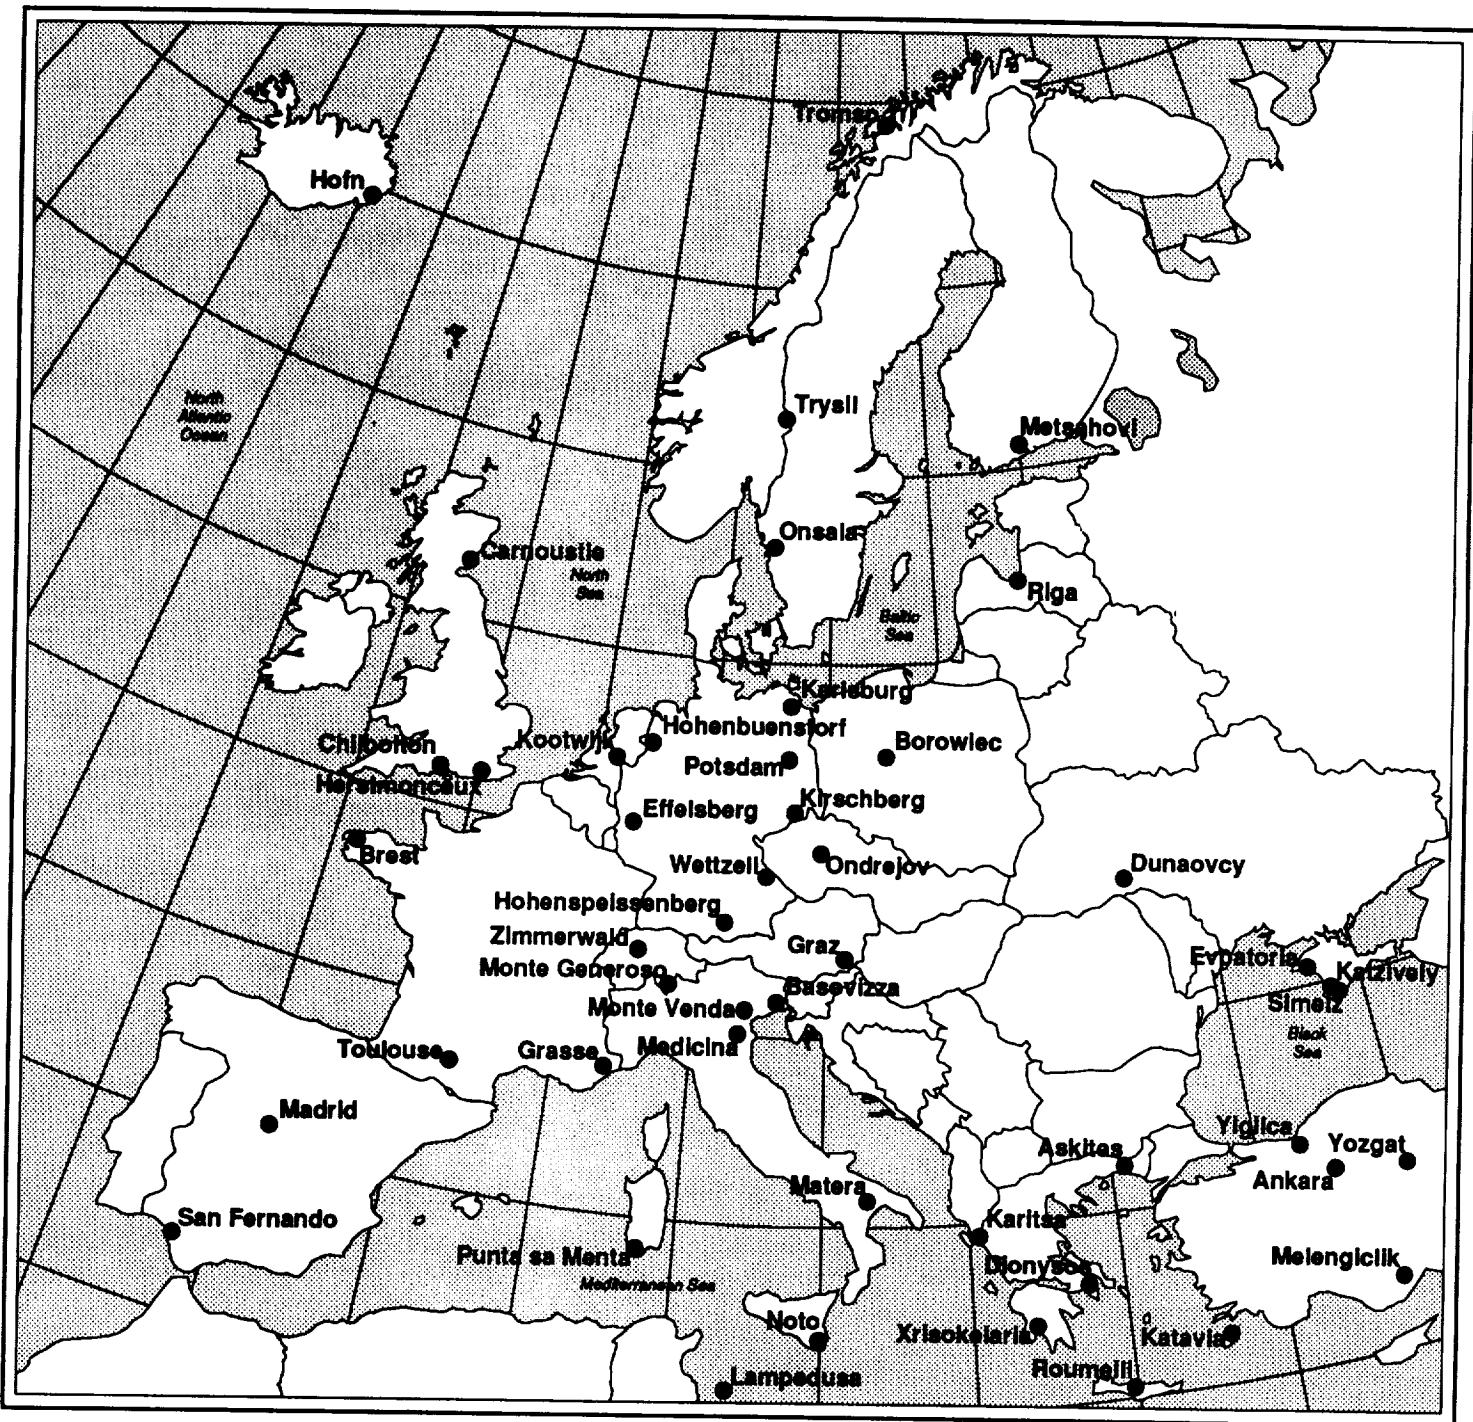 Tromso
Hofn
North
Atlantic
Ocean
Trysil
Metsahovi
Onsala
Carnoustie
North
Sea
Riga
Baltic
Sea
Karlsburg
Hohenbuenstorf
Chilbolton
Kootwijk
Borowiec
Potsdam
Herstmonceux
Effelsberg
Kirschberg
Brest
Wettzell
Ondrejov
Dunaovcy
Hohenspeissenberg
Zimmerwald
Graz
Evpatoria
Monte Generoso
Katzively
Basovizza
Simeiz
Monte Venda
Black
Sea
Toulouse
Grasse
Medicina
Madrid
Yigilca
Askites
Yozgat
Ankara
Matera
San Fernando
Karitsa
Punta sa Menta
Dionysos
Melengiclik
Mediterranean Sea
Noto
Xrisokelaria
Katavia
Roumelli
Lampedusa